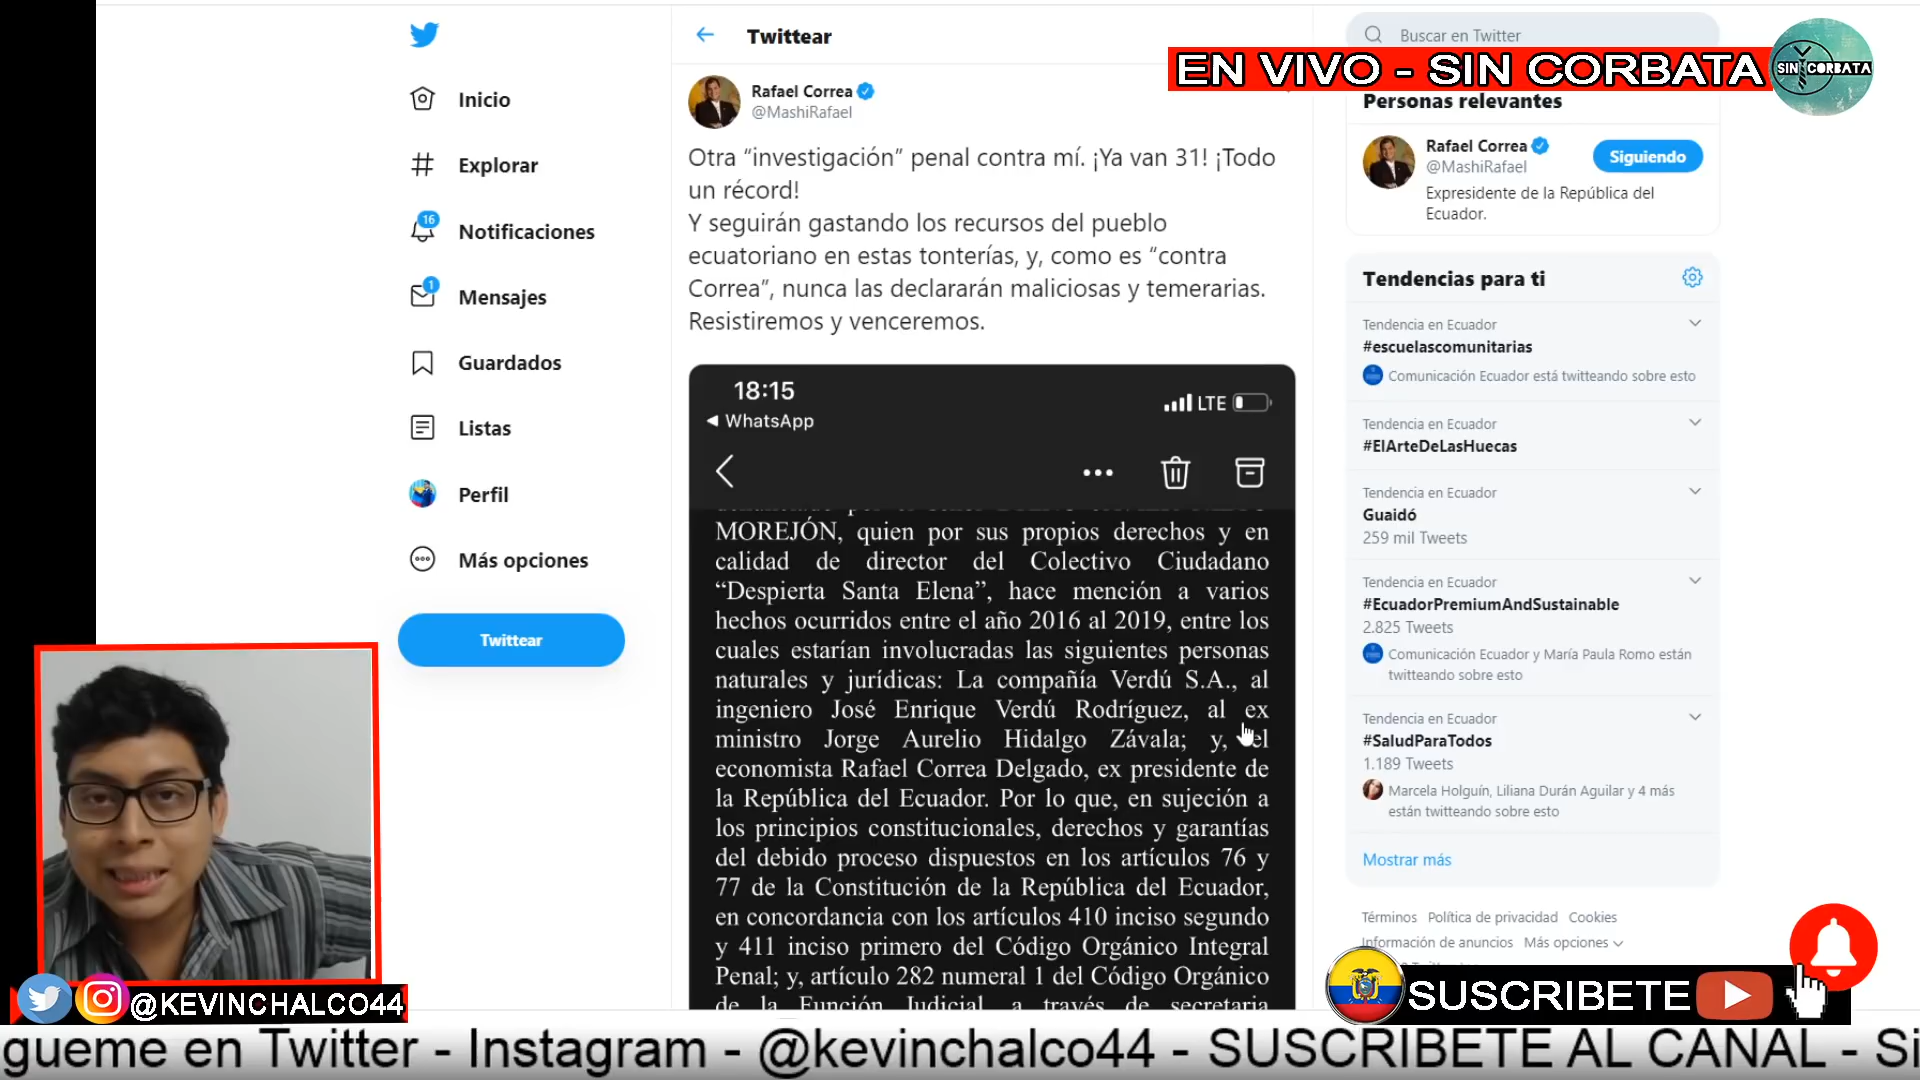 Inicio
Explorar
16
Notificaciones
1
Mensajes
Guardados
Listas
Perfil
Más opciones
Twittear
@KEVINCHALCO44
Twittear
Rafael Correa
@MashiRafael
Otra “investigación” penal contra mí. ¡Ya van 31! ¡Todo
un récord!
Y seguirán gastando los recursos del pueblo
ecuatoriano en estas tonterías, y, como es “contra
Correa”, nunca las declararán maliciosas y temerarias.
Resistiremos y venceremos.
18:15
LTE
WhatsApp
MOREJÓN, quien por sus propios derechos y en
calidad de director del Colectivo Ciudadano
“Despierta Santa Elena”, hace mención a varios
hechos ocurridos entre el año 2016 al 2019, entre los
cuales estarían involucradas las siguientes personas
naturales y jurídicas: La compañía Verdú S.A., al
ingeniero José Enrique Verdú Rodríguez, al ex
ministro Jorge Aurelio Hidalgo Závala; y, el
economista Rafael Correa Delgado, ex presidente de
la República del Ecuador. Por lo que, en sujeción a
los principios constitucionales, derechos y garantías
del debido proceso dispuestos en los artículos 76 y
77 de la Constitución de la República del Ecuador,
en concordancia con los artículos 410 inciso segundo
y 411 inciso primero del Código Orgánico Integral
Penal; y, artículo 282 numeral 1 del Código Orgánico
de la Función Judicial, a través de secretaria
Buscar en Twitter
EN VIVO - SIN CORBATA
SIN CORBATA
Personas relevantes
Rafael Correa
@MashiRafael
Siguiendo
Expresidente de la República del
Ecuador.
Tendencias para ti
Tendencia en Ecuador
#escuelascomunitarias
Comunicación Ecuador está twitteando sobre esto
Tendencia en Ecuador
#ElArteDeLasHuecas
Tendencia en Ecuador
Guaidó
259 mil Tweets
Tendencia en Ecuador
#EcuadorPremiumAndSustainable
2.825 Tweets
Comunicación Ecuador y María Paula Romo están
twitteando sobre esto
Tendencia en Ecuador
#SaludParaTodos
1.189 Tweets
Marcela Holguín, Liliana Durán Aguilar y 4 más
están twitteando sobre esto
Mostrar más
Términos Política de privacidad Cookies
Información de anuncios Más opciones
SUSCRIBETE
gueme en Twitter - Instagram - @kevinchalco44 - SUSCRIBETE AL CANAL - Si